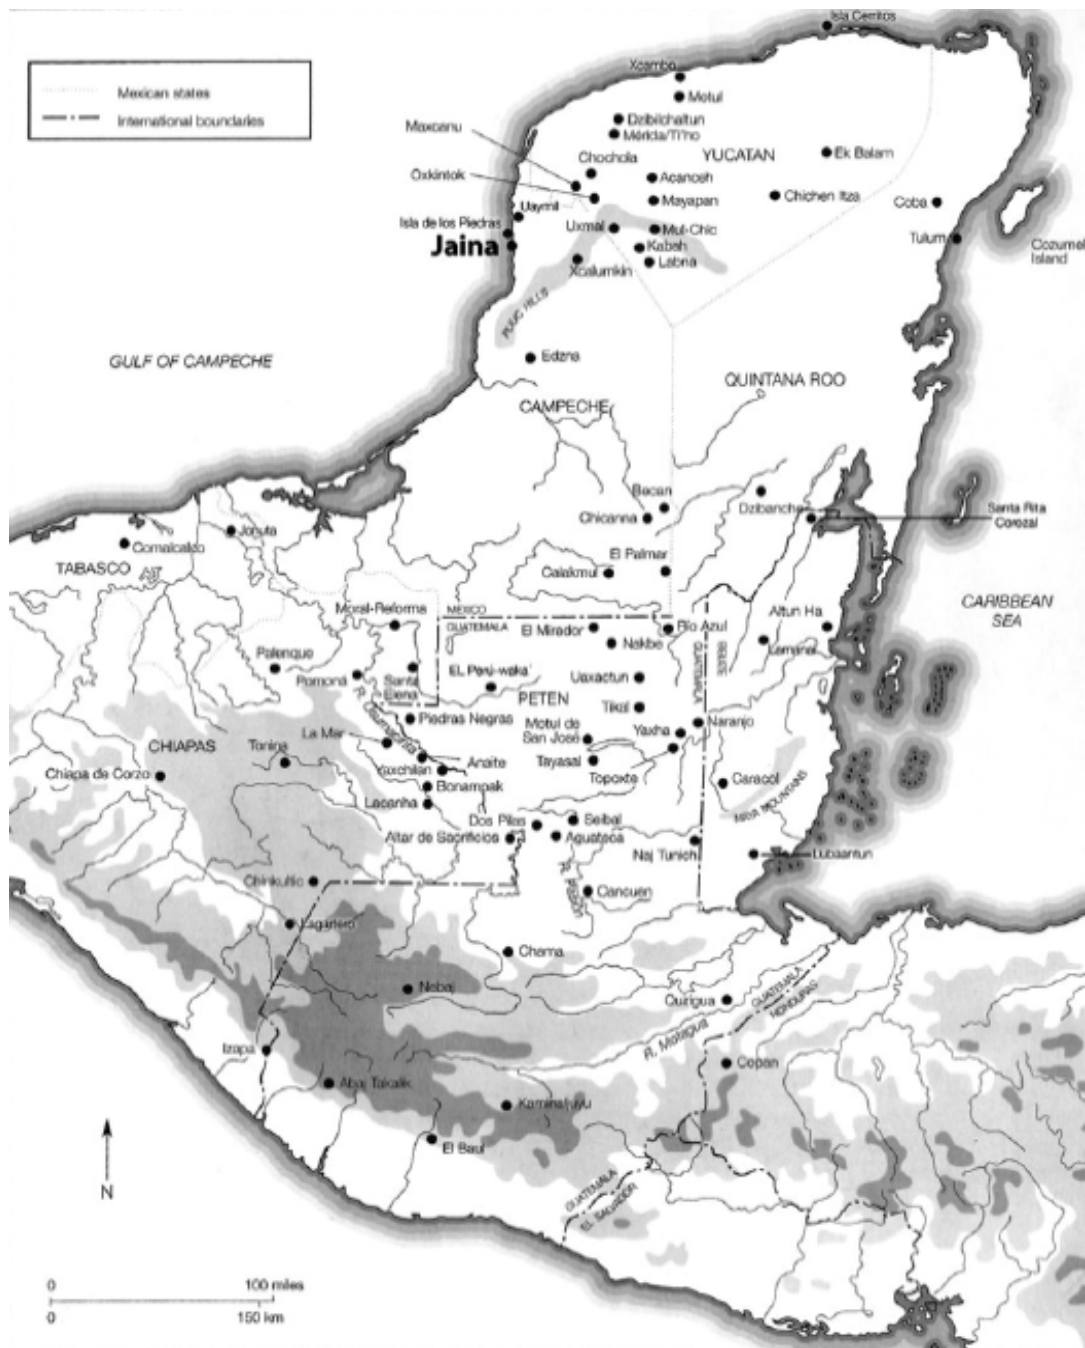 Isla Cerritos
Xcambo
Mexican states
Motul
International boundaries
Dzibilchaltun
Maxcanu
Mérida/Ti'ho
YUCATAN
Ek Balam
Chochola
Oxkintok
Acanceh
Chichen Itza
Mayapan
Coba
Uaymil
Isla de los Piedras
Uxmal
Mul-Chic
Tulum
Jaina
Kabah
Cozumel
Island
Labna
Xcalumkin
PUUC HILLS
Edzna
GULF OF CAMPECHE
QUINTANA ROO
CAMPECHE
Becan
Dzibanche
Santa Rita
Corozal
Chicanna
Jonuta
Comalcalco
El Palmar
TABASCO
Calakmul
CARIBBEAN
SEA
Moral-Reforma
MEXICO
GUATEMALA
El Mirador
Río Azul
Altun Ha
Nakbe
Lamanai
BELIZE
GUATEMALA
Palenque
Pomoná
Santa
Elena
EL Perú-waka'
Uaxactun
PETEN
R. Usumacinta
Tikal
Piedras Negras
Motul de
San José
Yaxha
Naranjo
La Mar
CHIAPAS
Tonina
Anaite
Yaxchilan
Tayasal
Topoxte
Chiapa de Corzo
Bonampak
Caracol
MAYA MOUNTAINS
Lacanha
Dos Pilas
Seibal
Altar de Sacrificios
Aguateca
Naj Tunich
Lubaantun
Chinkultic
R. Pasión
Cancuen
Lagartero
Chama
Nebaj
Quirigua
GUATEMALA
HONDURAS
R. Motagua
Izapa
Copan
Abaj Takalik
Kaminaljuyu
El Baul
N
GUATEMALA
EL SALVADOR
0 100 miles
0 150 km